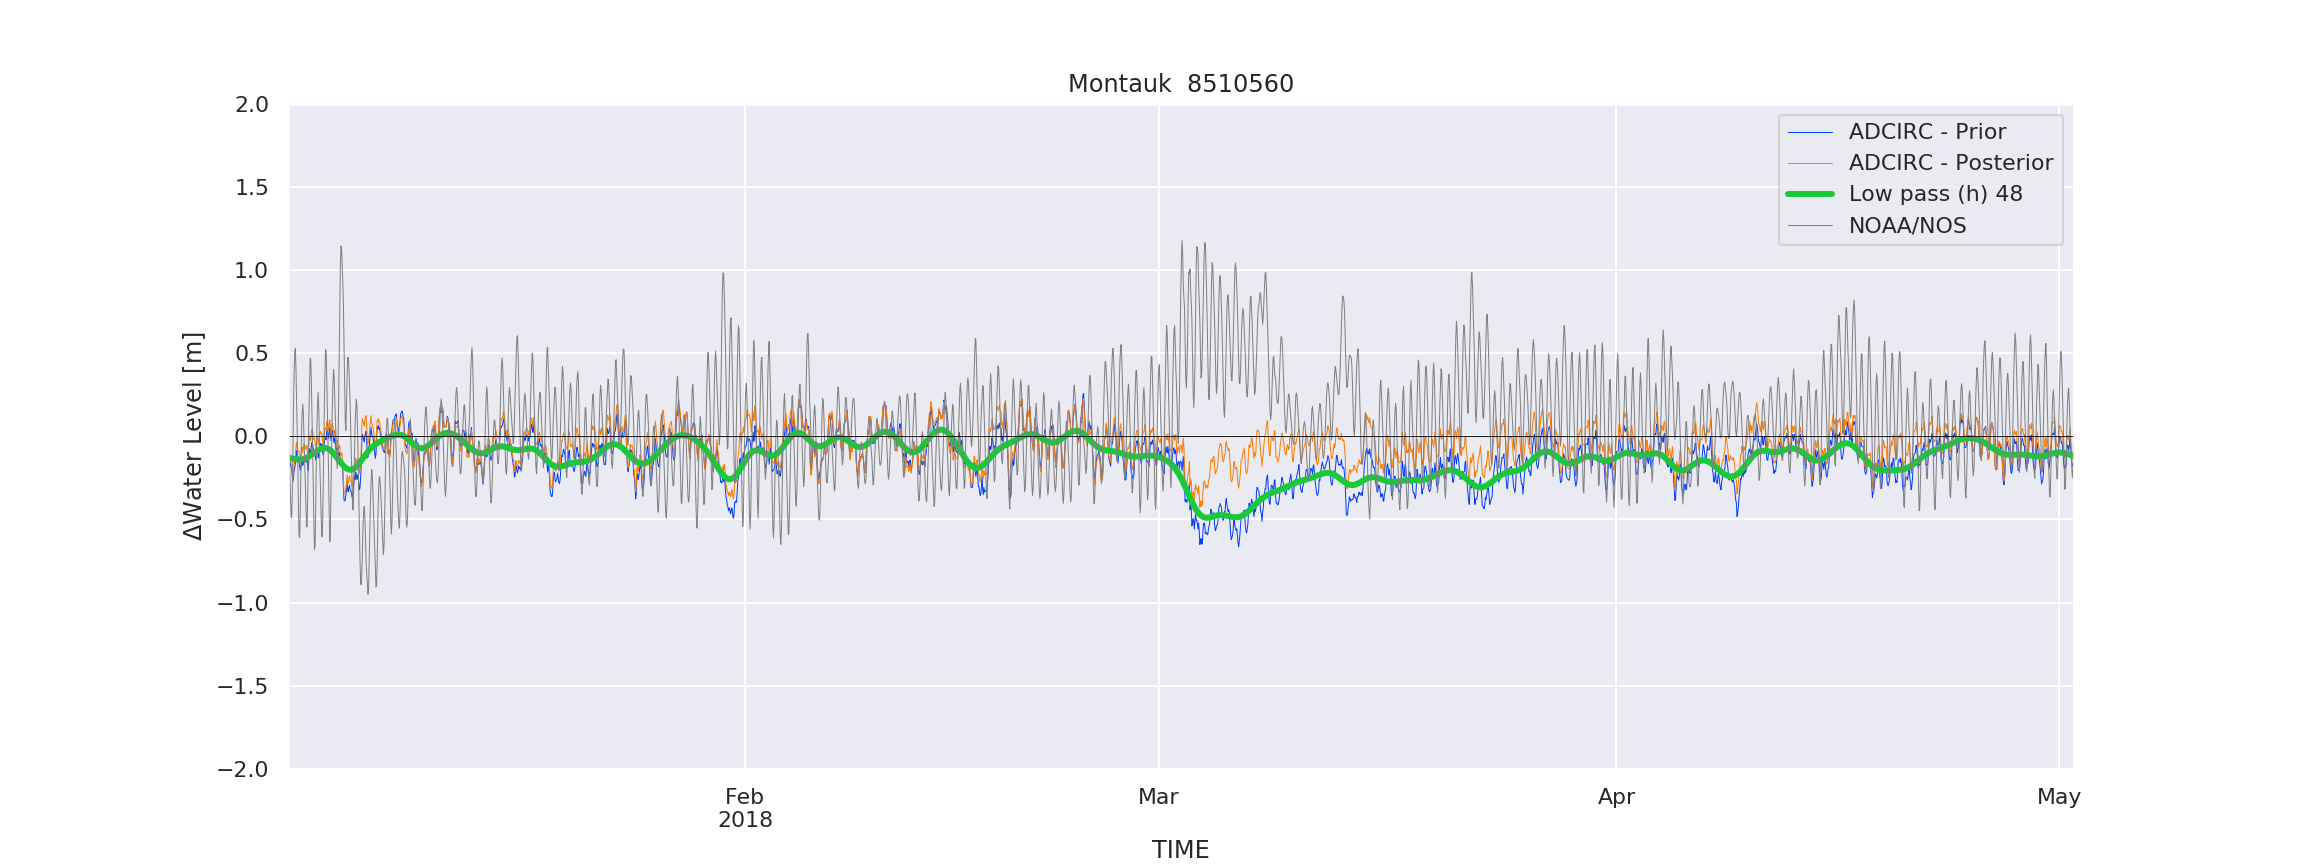 Montauk  8510560
ΔWater Level [m]
2.0
1.5
1.0
0.5
0.0
−0.5
−1.0
−1.5
−2.0
ADCIRC - Prior
ADCIRC - Posterior
Low pass (h) 48
NOAA/NOS
Feb
2018
Mar
Apr
May
TIME